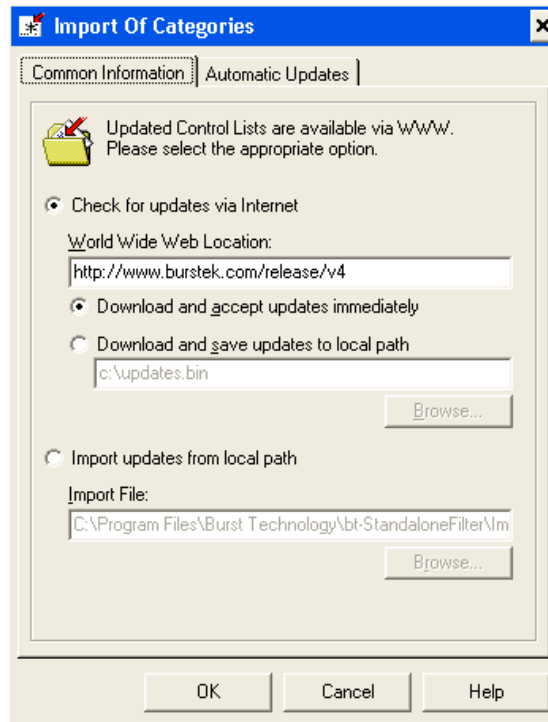 Import Of Categories
Common Information
Automatic Updates
Updated Control Lists are available via WWW.
Please select the appropriate option.
Check for updates via Internet
World Wide Web Location:
http://www.burstek.com/release/v4
Download and accept updates immediately
Download and save updates to local path
c:\updates.bin
Browse...
Import updates from local path
Import File:
C:\Program Files\Burst Technology\bt-StandaloneFilter\Im
Browse...
OK
Cancel
Help